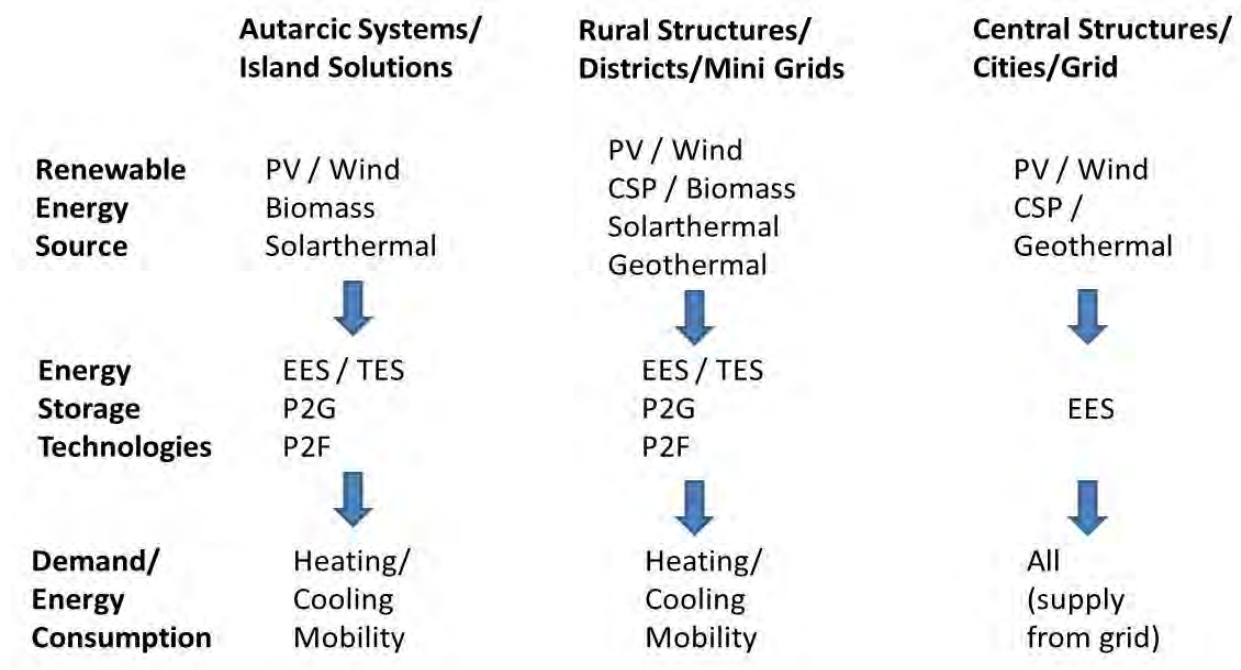 Autarcic Systems/
Island Solutions
Rural Structures/
Districts/Mini Grids
Central Structures/
Cities/Grid
Renewable
Energy
Source
PV / Wind
Biomass
Solarthermal
PV / Wind
CSP / Biomass
Solarthermal
Geothermal
PV / Wind
CSP /
Geothermal
Energy
Storage
Technologies
EES / TES
P2G
P2F
EES / TES
P2G
P2F
EES
Demand/
Energy
Consumption
Heating/
Cooling
Mobility
Heating/
Cooling
Mobility
All
(supply
from grid)